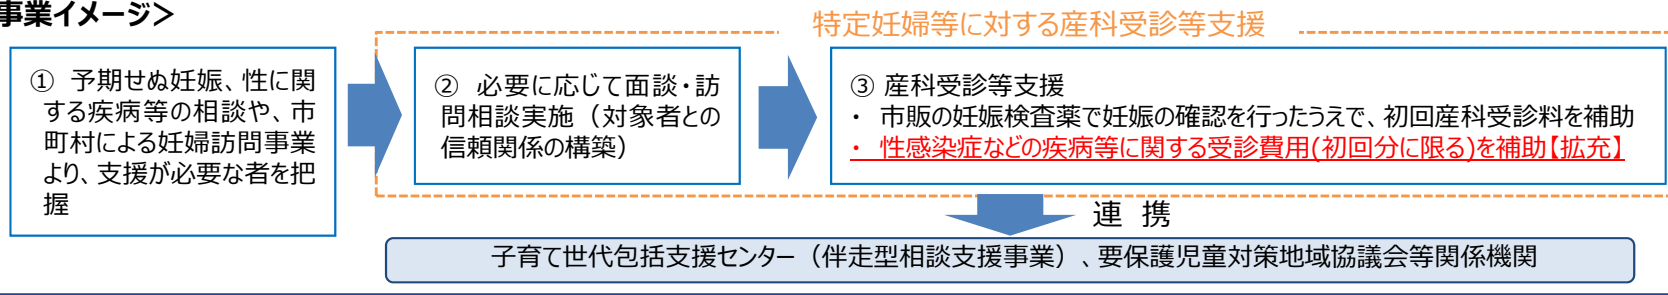 事業イメージ＞
特定妊婦等に対する産科受診等支援
① 予期せぬ妊娠、性に関
する疾病等の相談や、市
町村による妊婦訪問事業
より、支援が必要な者を把
握
② 必要に応じて面談・訪
問相談実施（対象者との
信頼関係の構築）
③ 産科受診等支援
・ 市販の妊娠検査薬で妊娠の確認を行ったうえで、初回産科受診料を補助
・ 性感染症などの疾病等に関する受診費用(初回分に限る)を補助【拡充】
連 携
子育て世代包括支援センター（伴走型相談支援事業）、要保護児童対策地域協議会等関係機関